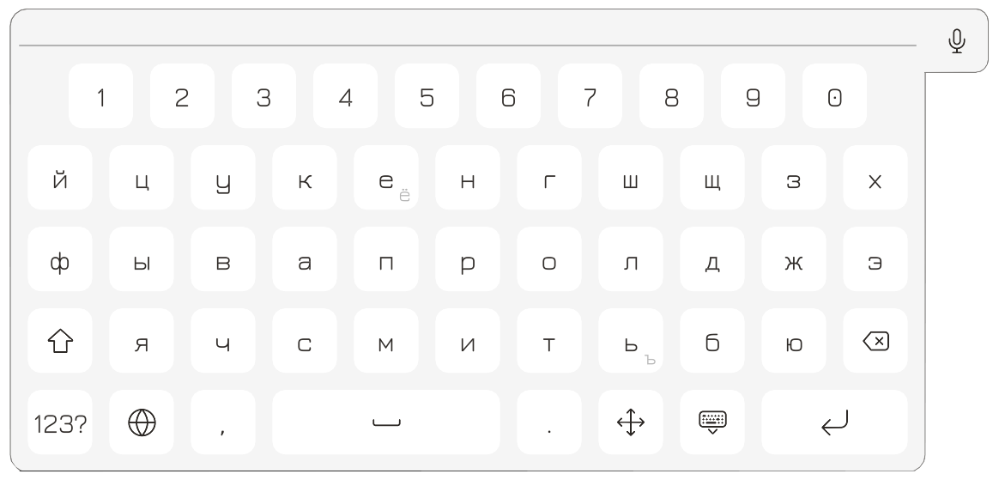 1 2 3 4 5 6 7 8 9 0
й ц у к е ё н г ш щ з х
ф ы в а п р о л д ж э
я ч с м и т ь ъ б ю
123? , .